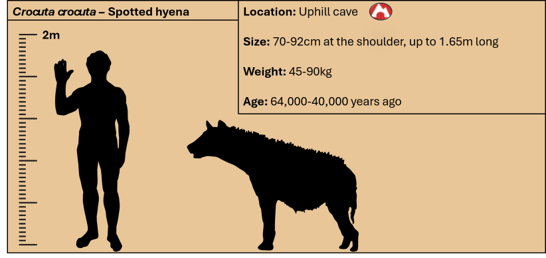 Crocuta crocuta – Spotted hyena
2m
Location: Uphill cave
Size: 70-92cm at the shoulder, up to 1.65m long
Weight: 45-90kg
Age: 64,000-40,000 years ago